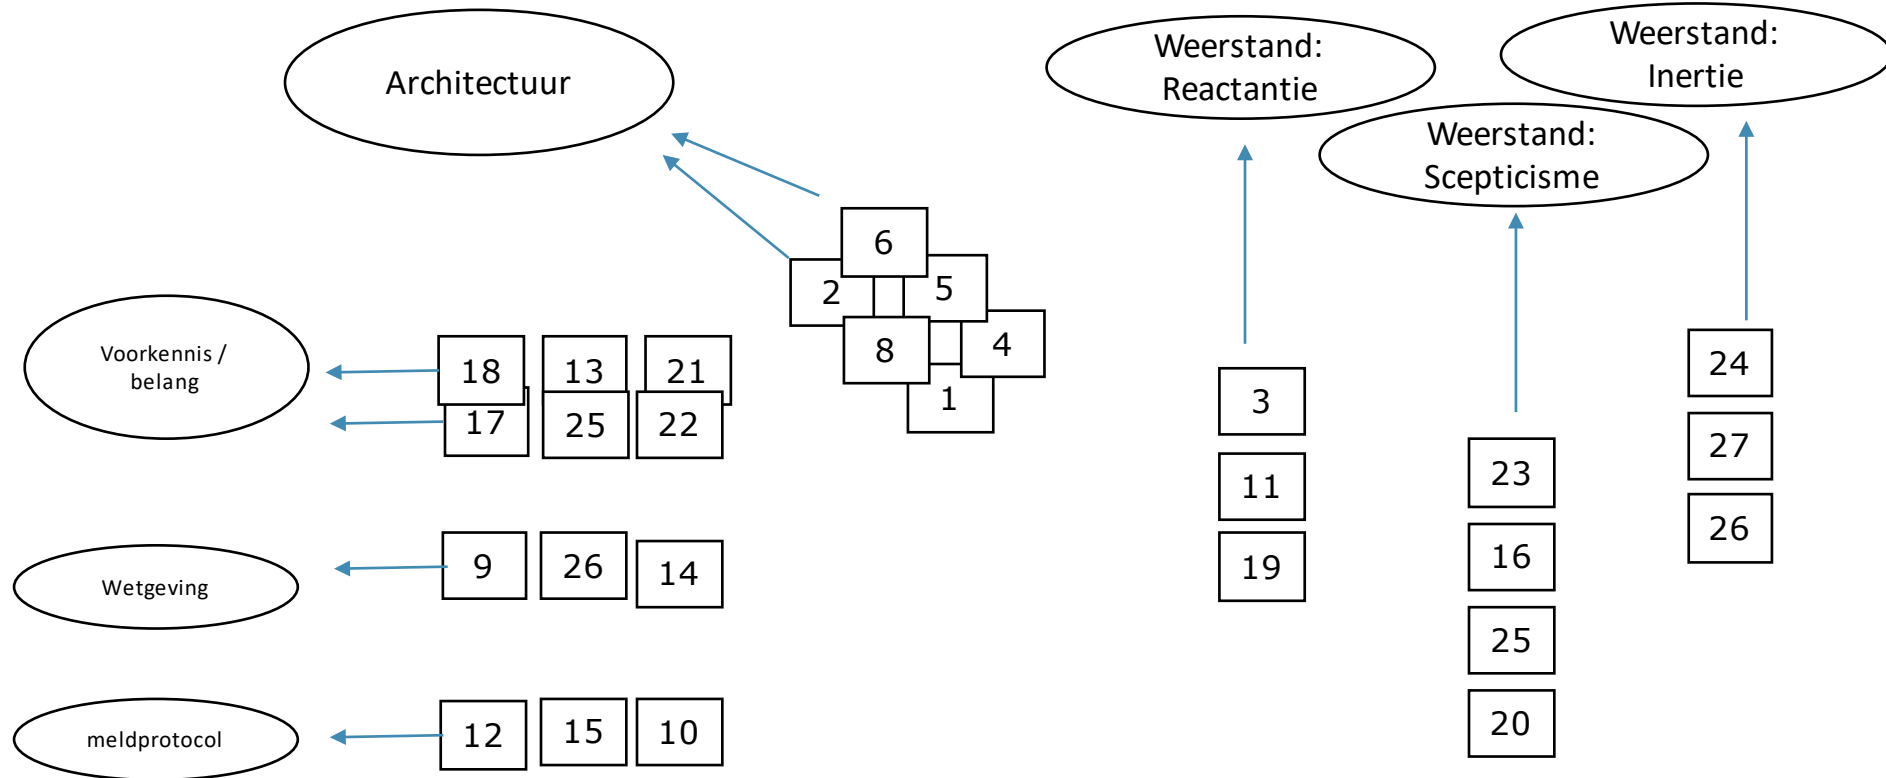 Architectuur
Weerstand:
Reactantie
Weerstand:
Inertie
Weerstand:
Scepticisme
6
2
5
8
4
1
Voorkennis /
belang
18
13
21
17
25
22
Wetgeving
9
26
14
meldprotocol
12
15
10
3
11
19
23
16
25
20
24
27
26